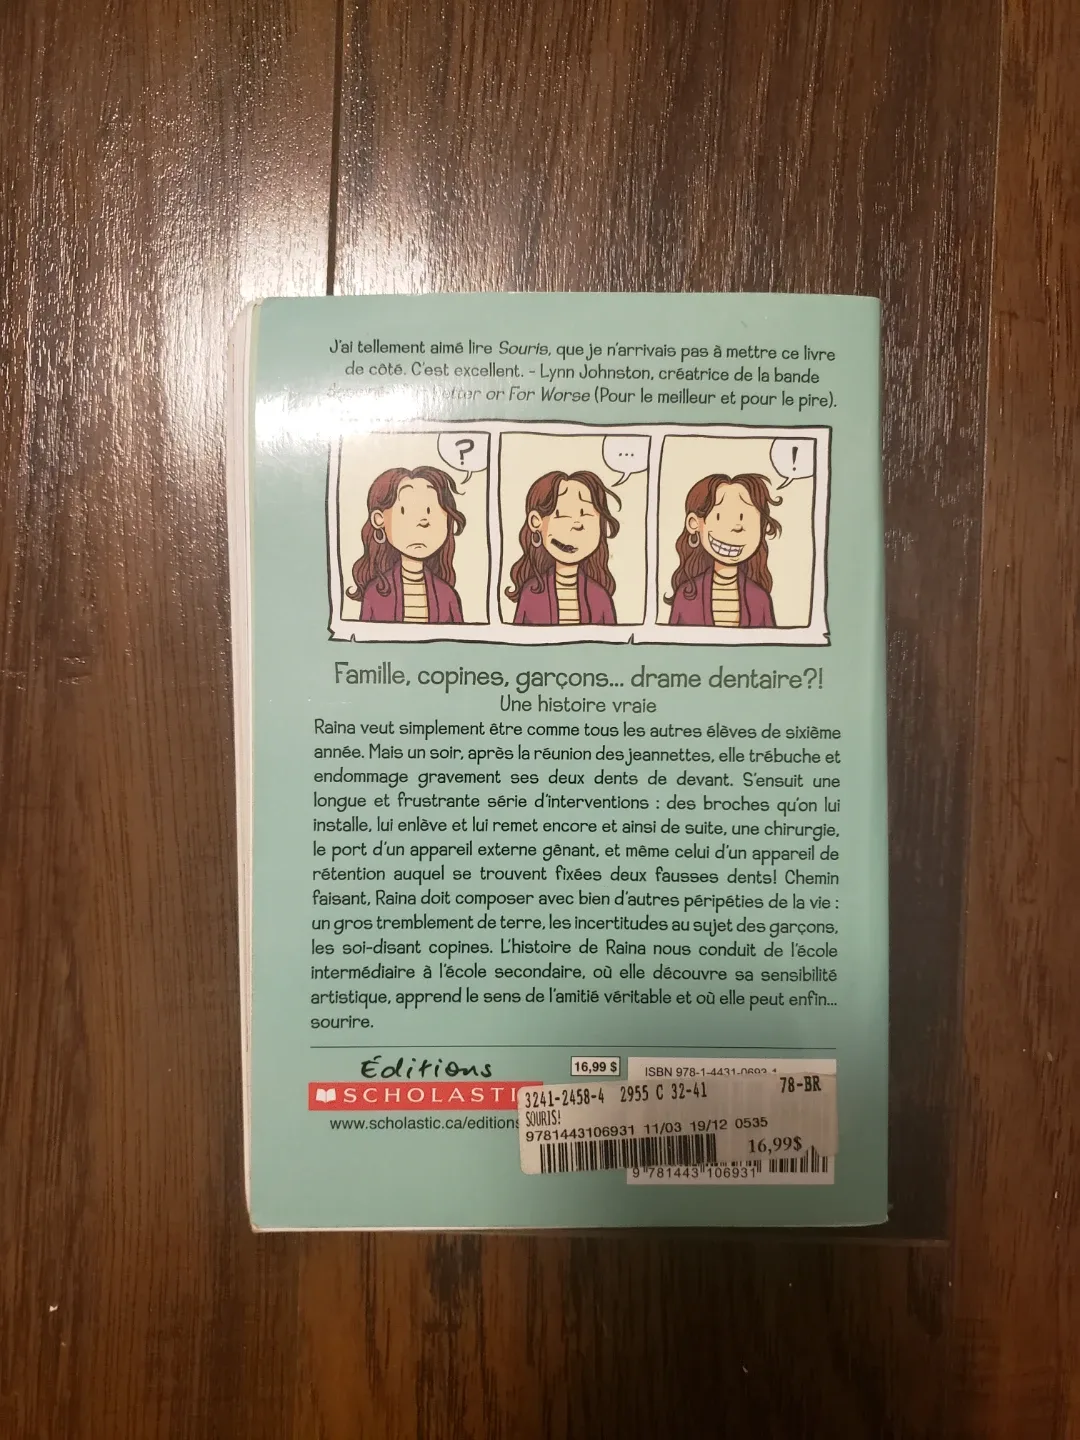 J'ai tellement aimé lire Souris, que je n'arrivais pas à mettre ce livre
de côté. C'est excellent. - Lynn Johnston, créatrice de la bande
etter or For Worse (Pour le meilleur et pour le pire).
?
...
!
Famille, copines, garçons... drame dentaire?!
Une histoire vraie
Raina veut simplement être comme tous les autres élèves de sixième
année. Mais un soir, après la réunion des jeannettes, elle trébuche et
endommage gravement ses deux dents de devant. S'ensuit une
longue et frustrante série d'interventions : des broches qu'on lui
installe, lui enlève et lui remet encore et ainsi de suite, une chirurgie,
le port d'un appareil externe gênant, et même celui d'un appareil de
rétention auquel se trouvent fixées deux fausses dents! Chemin
faisant, Raina doit composer avec bien d'autres péripéties de la vie :
un gros tremblement de terre, les incertitudes au sujet des garçons,
les soi-disant copines. L'histoire de Raina nous conduit de l'école
intermédiaire à l'école secondaire, où elle découvre sa sensibilité
artistique, apprend le sens de l'amitié véritable et où elle peut enfin...
sourire.
Éditions
SCHOLASTI
www.scholastic.ca/editions
16,99 $
ISBN 978-1-4431-0693-1
3241-2458-4 2955 C 32-41 78-BR
SOURIS!
9781443106931 11/03 19/12 0535
16,99$
9 781443 106931